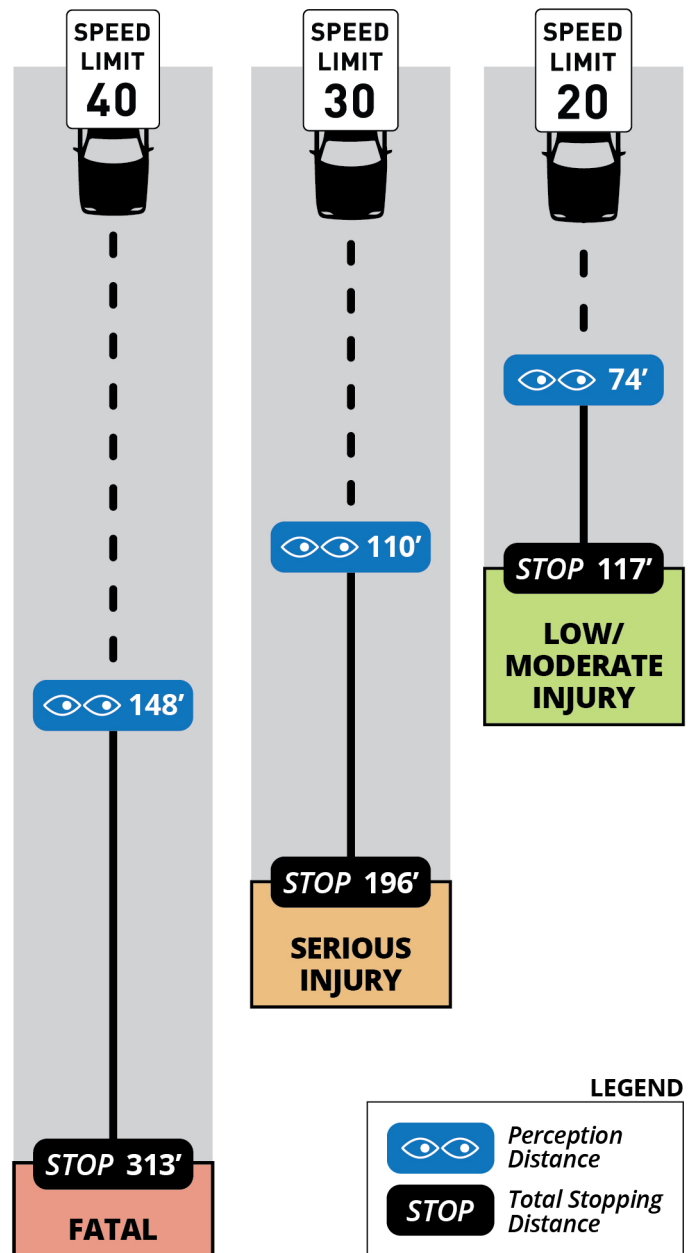 SPEED
LIMIT
40
148’
STOP 313’
FATAL
SPEED
LIMIT
30
110’
STOP 196’
SERIOUS
INJURY
SPEED
LIMIT
20
74’
STOP 117’
LOW/
MODERATE
INJURY
LEGEND
Perception
Distance
STOP
Total Stopping
Distance